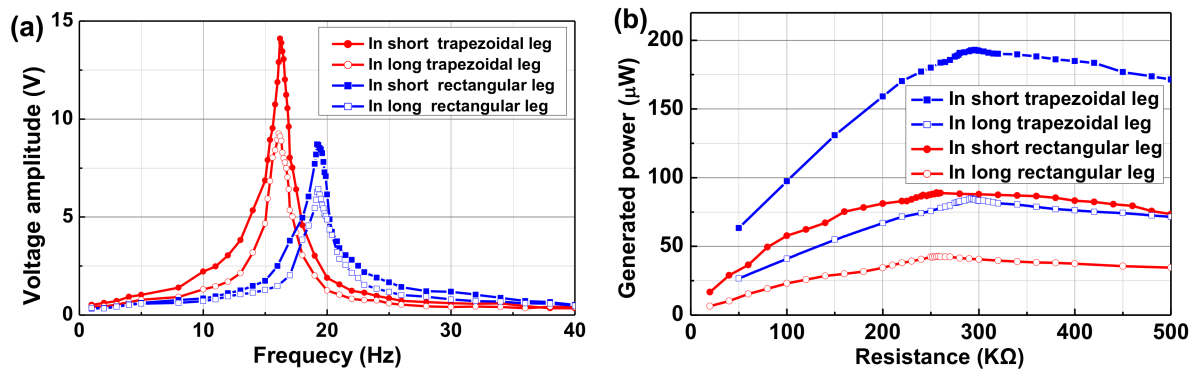 (a)
15
10
5
0
0
10
20
30
40
Voltage amplitude (V)
Frequecy (Hz)
In short trapezoidal leg
In long trapezoidal leg
In short rectangular leg
In long rectangular leg
(b)
200
150
100
50
0
0
100
200
300
400
500
Generated power (μW)
Resistance (KΩ)
In short trapezoidal leg
In long trapezoidal leg
In short rectangular leg
In long rectangular leg